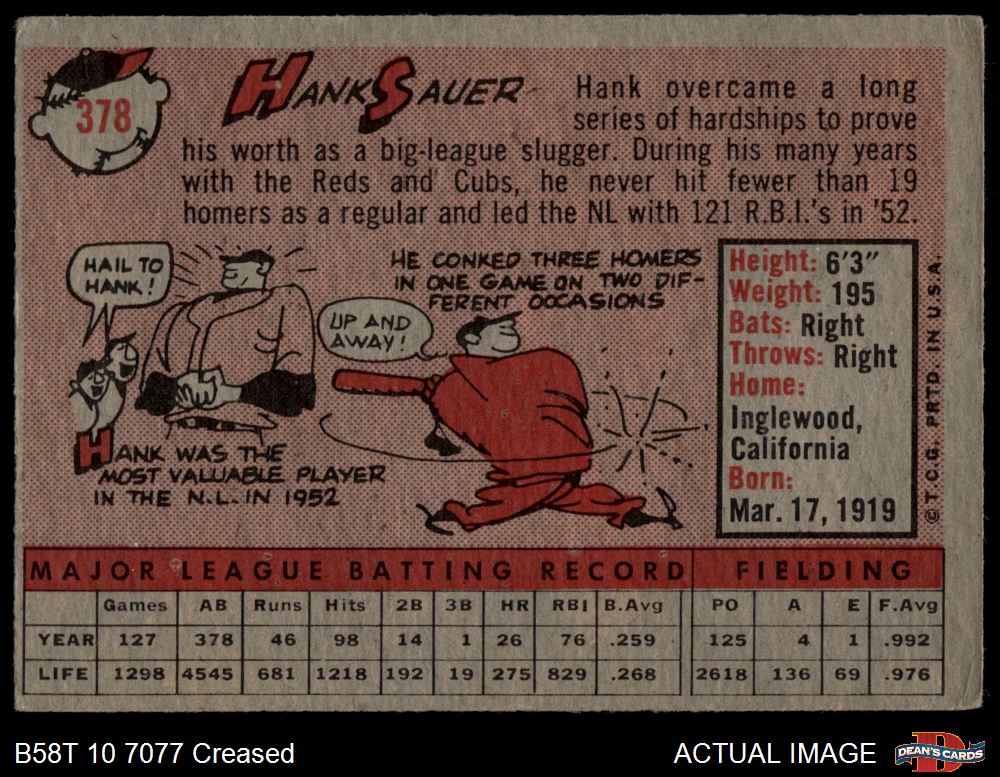 378
HANK SAUER
Hank overcame a long
series of hardships to prove
his worth as a big-league slugger. During his many years
with the Reds and Cubs, he never hit fewer than 19
homers as a regular and led the NL with 121 R.B.I.'s in '52.
HAIL TO
HANK!
HE CONKED THREE HOMERS
IN ONE GAME ON TWO DIF-
FERENT OCCASIONS
UP AND
AWAY!
HANK WAS THE
MOST VALUABLE PLAYER
IN THE N.L. IN 1952
Height: 6'3"
Weight: 195
Bats: Right
Throws: Right
Home:
Inglewood,
California
Born:
Mar. 17, 1919
© T.C.G. PRTD. IN U.S.A.
MAJOR LEAGUE BATTING RECORD FIELDING
Games AB Runs Hits 2B 3B HR RBI B.Avg PO A E F.Avg
YEAR 127 378 46 98 14 1 26 76 .259 125 4 1 .992
LIFE 1298 4545 681 1218 192 19 275 829 .268 2618 136 69 .976
B58T 10 7077 Creased
ACTUAL IMAGE
DEAN'S CARDS